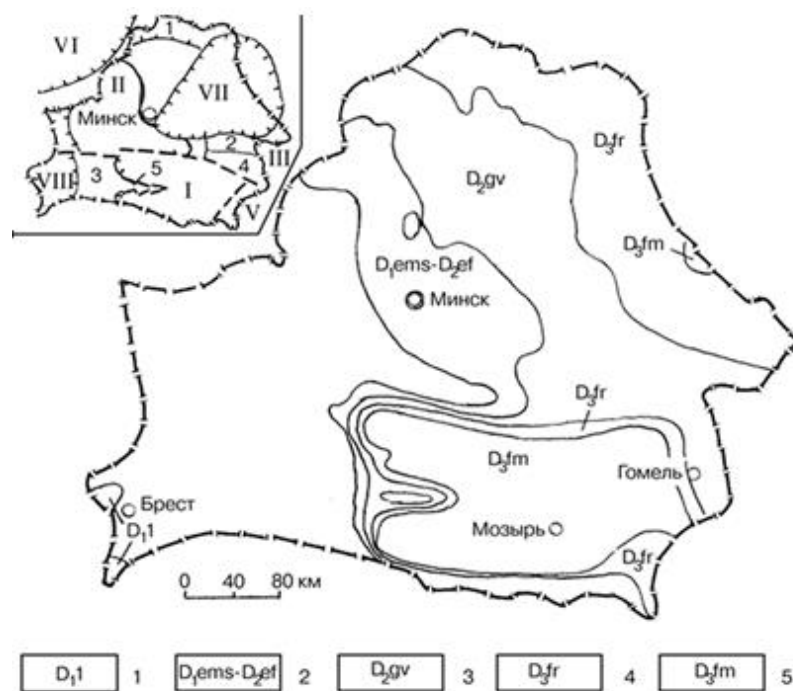 VI
1
II
VII
Минск
2
III
4
5
VIII
3
I
V
D₃fr
D₂gv
D₃fm
D₁ems-D₂ef
Минск
D₃fr
D₃fm
Гомель
Брест
Мозырь
D₁1
D₃fr
0 40 80 км
D₁1 1 D₁ems-D₂ef 2 D₂gv 3 D₃fr 4 D₃fm 5